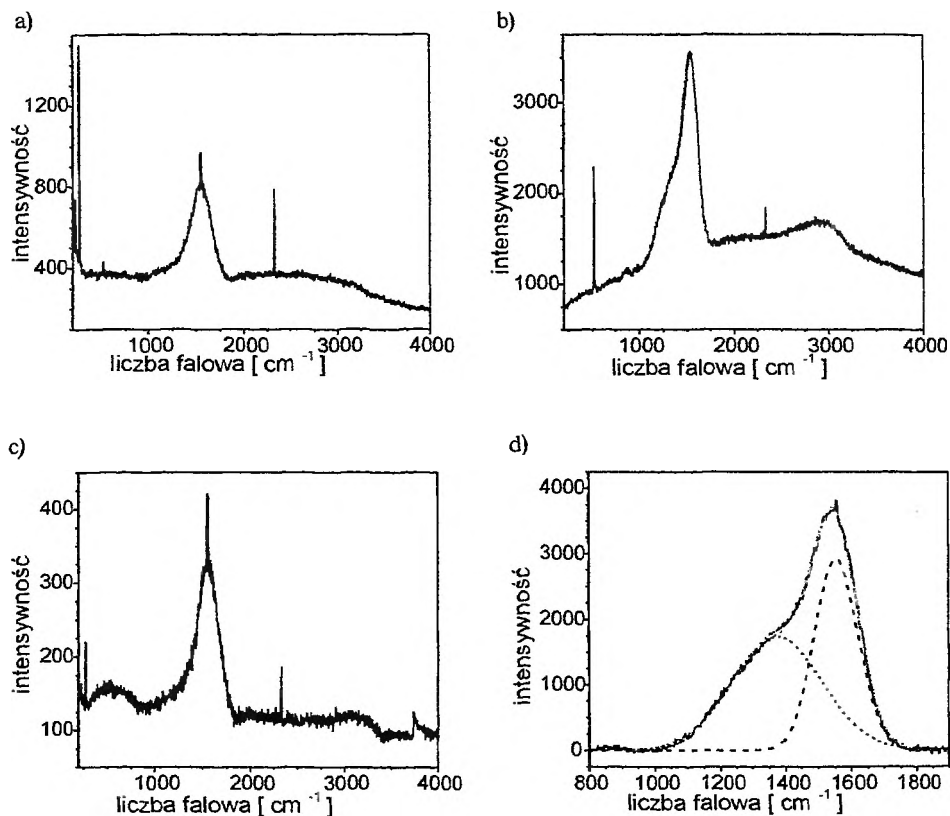 a)
intensywność
1200
800
400
1000 2000 3000 4000
liczba falowa [ cm ⁻¹ ]
b)
intensywność
3000
2000
1000
1000 2000 3000 4000
liczba falowa [ cm ⁻¹ ]
c)
intensywność
400
300
200
100
1000 2000 3000 4000
liczba falowa [ cm ⁻¹ ]
d)
intensywność
4000
3000
2000
1000
0
800 1000 1200 1400 1600 1800
liczba falowa [ cm ⁻¹ ]